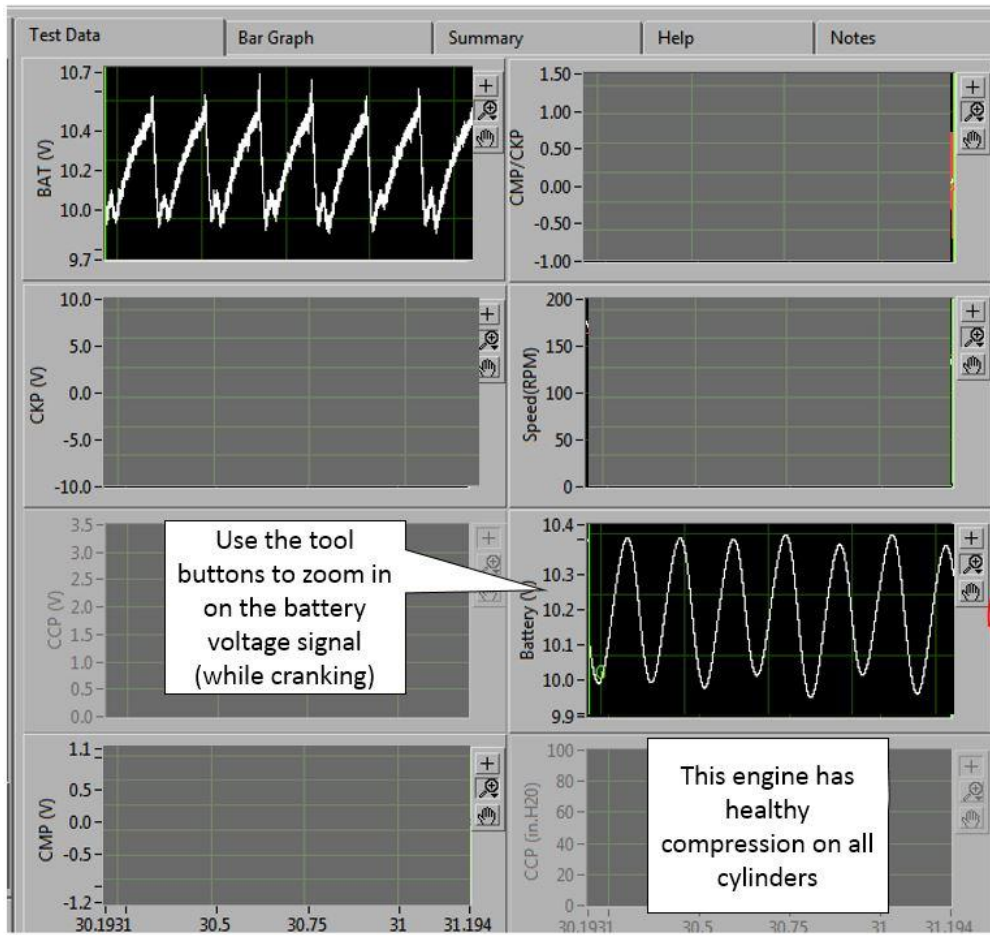 Test Data
Bar Graph
Summary
Help
Notes
BAT (V)
10.7
10.4
10.2
10.0
9.7
CMP/CKP
1.50
1.00
0.50
0.00
-0.50
-1.00
CKP (V)
10.0
5.0
0.0
-5.0
-10.0
Speed(RPM)
200
150
100
50
0
CCP (V)
3.5
3.0
2.5
2.0
1.5
1.0
0.5
0.0
Use the tool
buttons to zoom in
on the battery
voltage signal
(while cranking)
Battery (V)
10.4
10.3
10.2
10.1
10.0
9.9
CMP (V)
1.1
0.5
0.0
-0.5
-1.2
30.1931 30.5 30.75 31 31.194
CCP (in.H20)
100
80
60
40
20
0
This engine has
healthy
compression on all
cylinders
30.1931 30.5 30.75 31 31.194